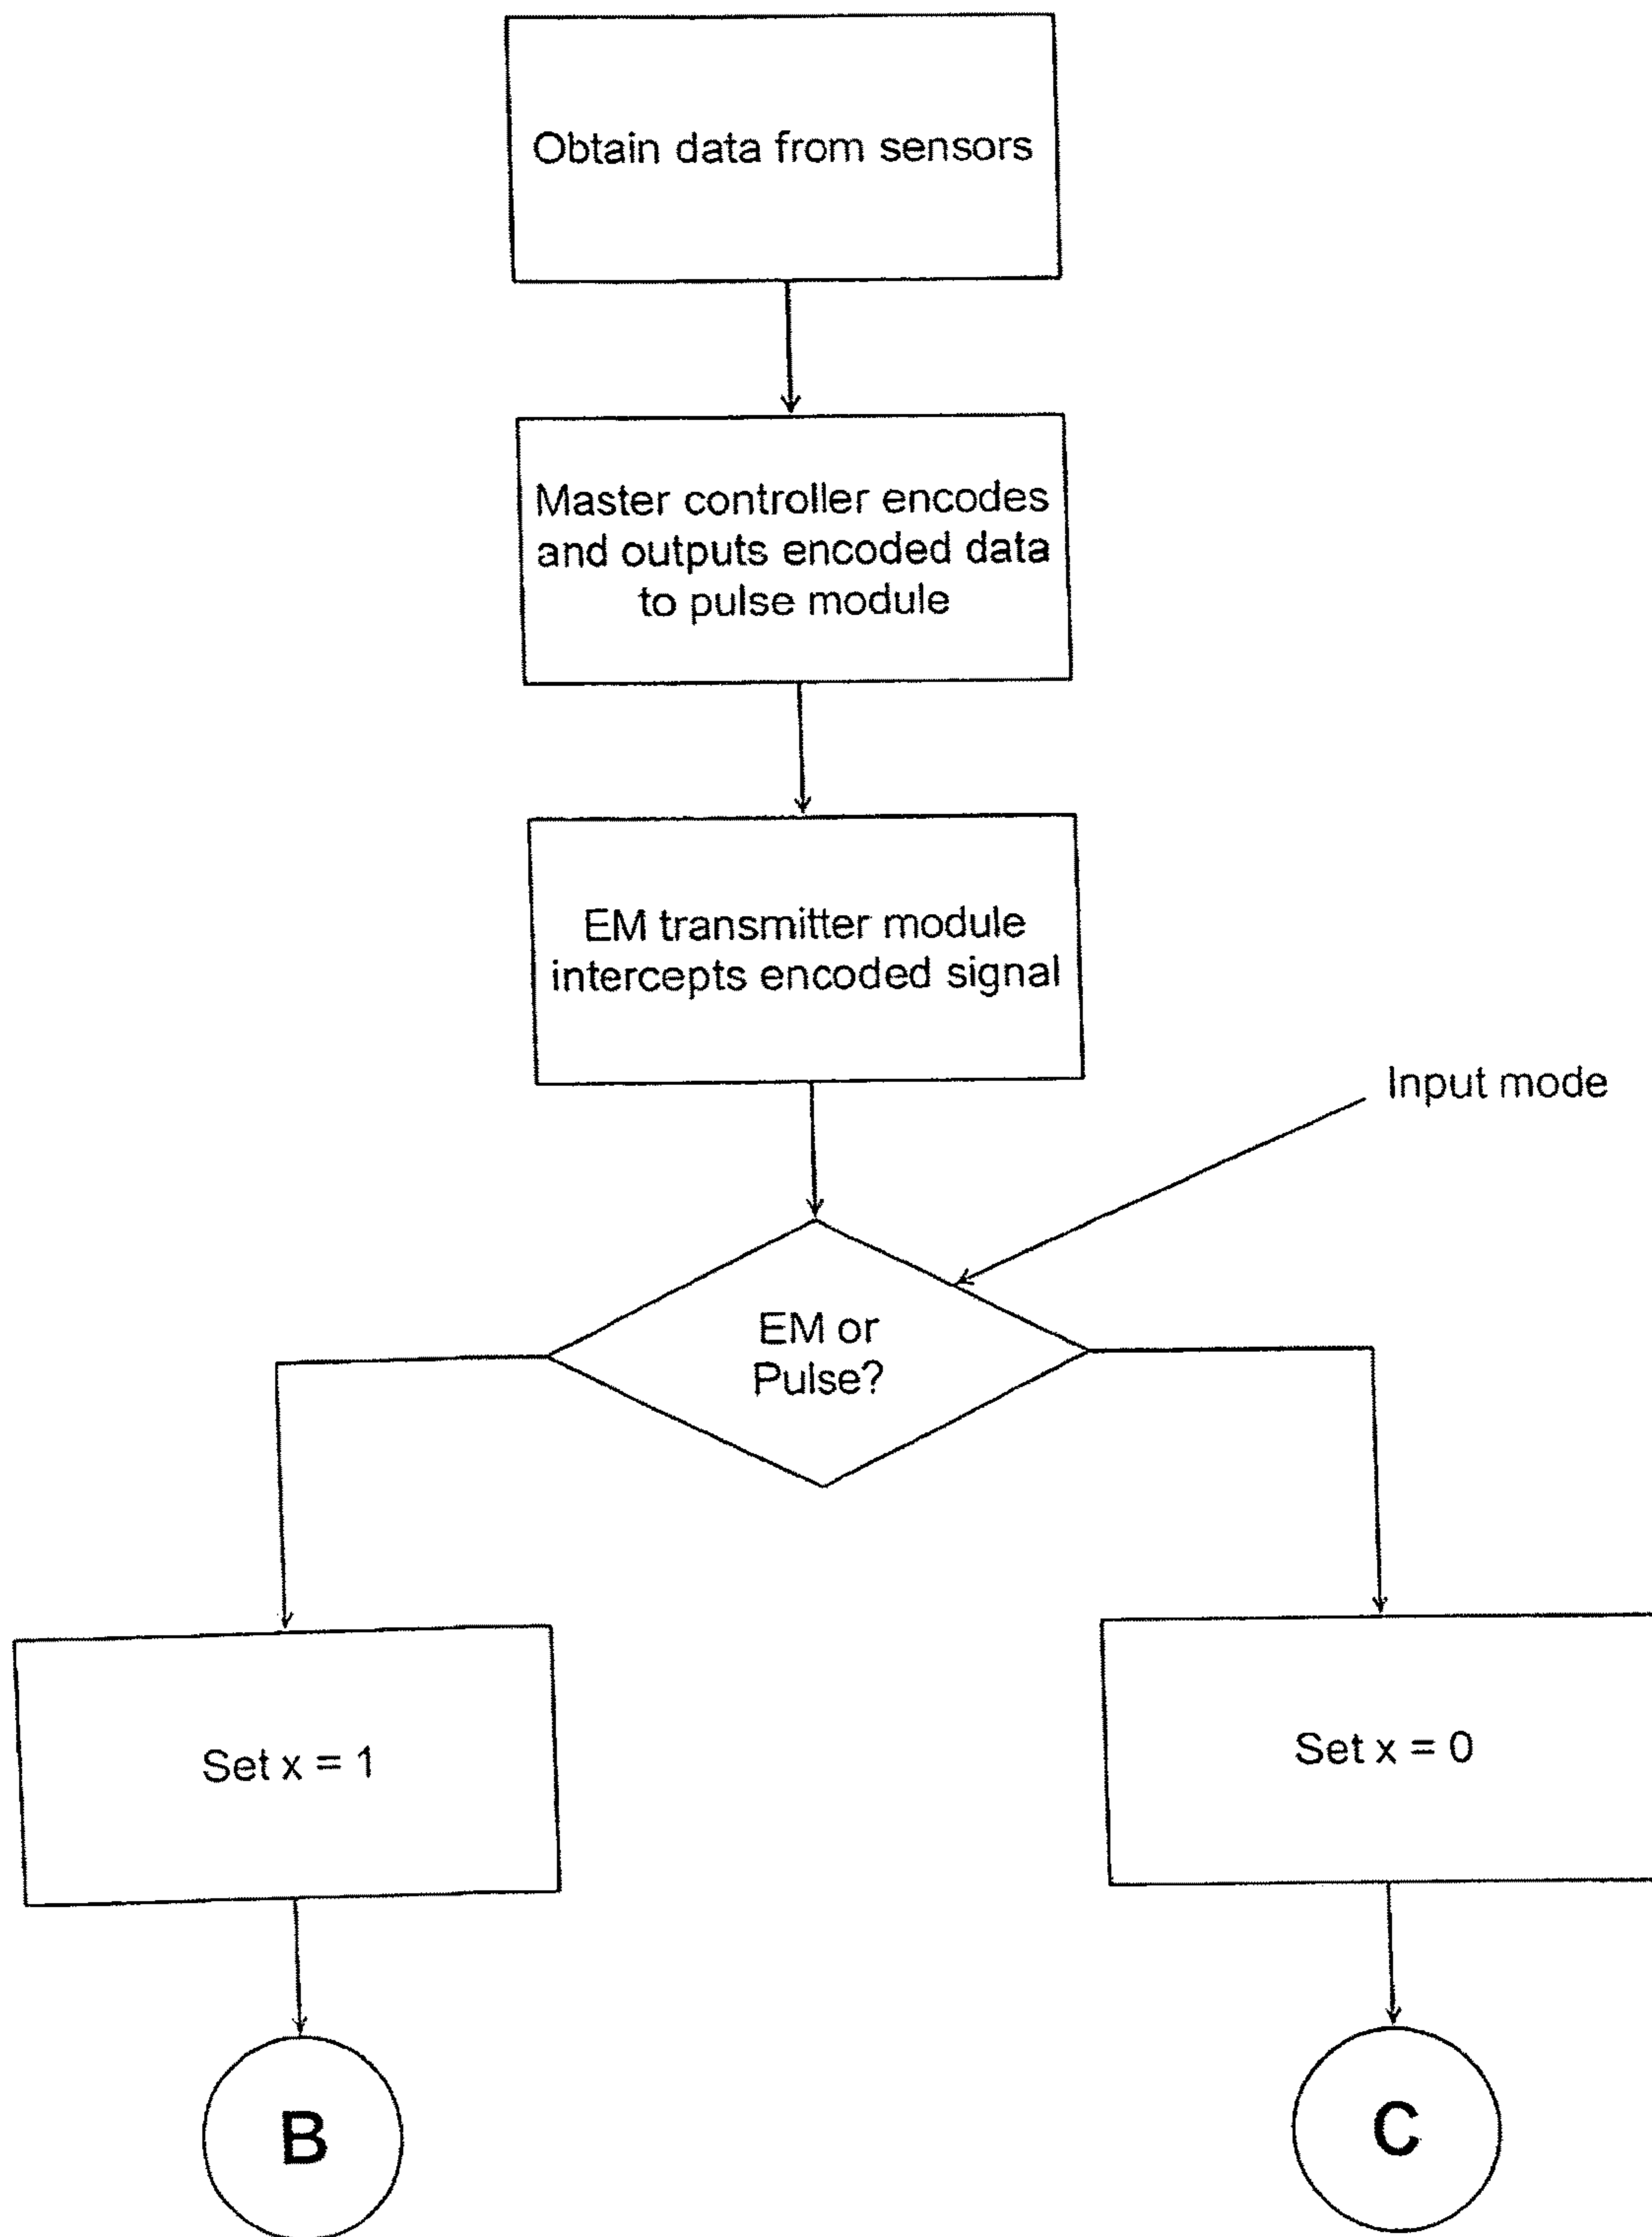 Obtain data from sensors
Master controller encodes
and outputs encoded data
to pulse module
EM transmitter module
intercepts encoded signal
Input mode
EM or
Pulse?
Set x = 1
Set x = 0
B
C